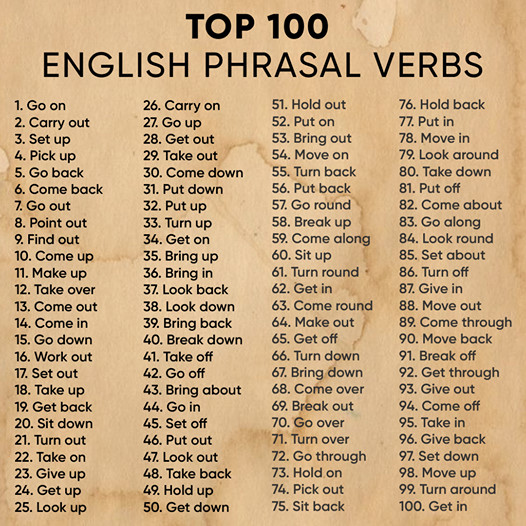 TOP 100
ENGLISH PHRASAL VERBS
1. Go on
2. Carry out
3. Set up
4. Pick up
5. Go back
6. Come back
7. Go out
8. Point out
9. Find out
10. Come up
11. Make up
12. Take over
13. Come out
14. Come in
15. Go down
16. Work out
17. Set out
18. Take up
19. Get back
20. Sit down
21. Turn out
22. Take on
23. Give up
24. Get up
25. Look up
26. Carry on
27. Go up
28. Get out
29. Take out
30. Come down
31. Put down
32. Put up
33. Turn up
34. Get on
35. Bring up
36. Bring in
37. Look back
38. Look down
39. Bring back
40. Break down
41. Take off
42. Go off
43. Bring about
44. Go in
45. Set off
46. Put out
47. Look out
48. Take back
49. Hold up
50. Get down
51. Hold out
52. Put on
53. Bring out
54. Move on
55. Turn back
56. Put back
57. Go round
58. Break up
59. Come along
60. Sit up
61. Turn round
62. Get in
63. Come round
64. Make out
65. Get off
66. Turn down
67. Bring down
68. Come over
69. Break out
70. Go over
71. Turn over
72. Go through
73. Hold on
74. Pick out
75. Sit back
76. Hold back
77. Put in
78. Move in
79. Look around
80. Take down
81. Put off
82. Come about
83. Go along
84. Look round
85. Set about
86. Turn off
87. Give in
88. Move out
89. Come through
90. Move back
91. Break off
92. Get through
93. Give out
94. Come off
95. Take in
96. Give back
97. Set down
98. Move up
99. Turn around
100. Get in